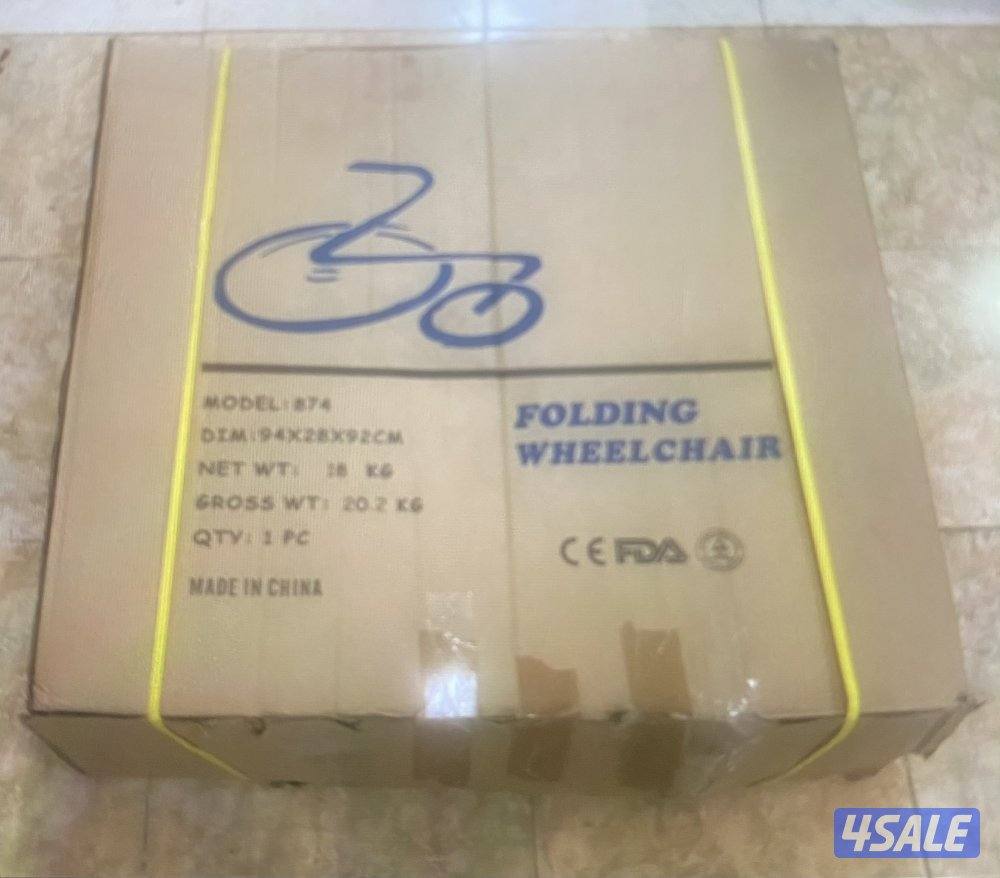 MODEL: 874
DIM: 94X28X92CM
NET WT: 18 KG
GROSS WT: 20.2 KG
QTY: 1 PC
MADE IN CHINA
FOLDING
WHEELCHAIR
CE FDA
4SALE